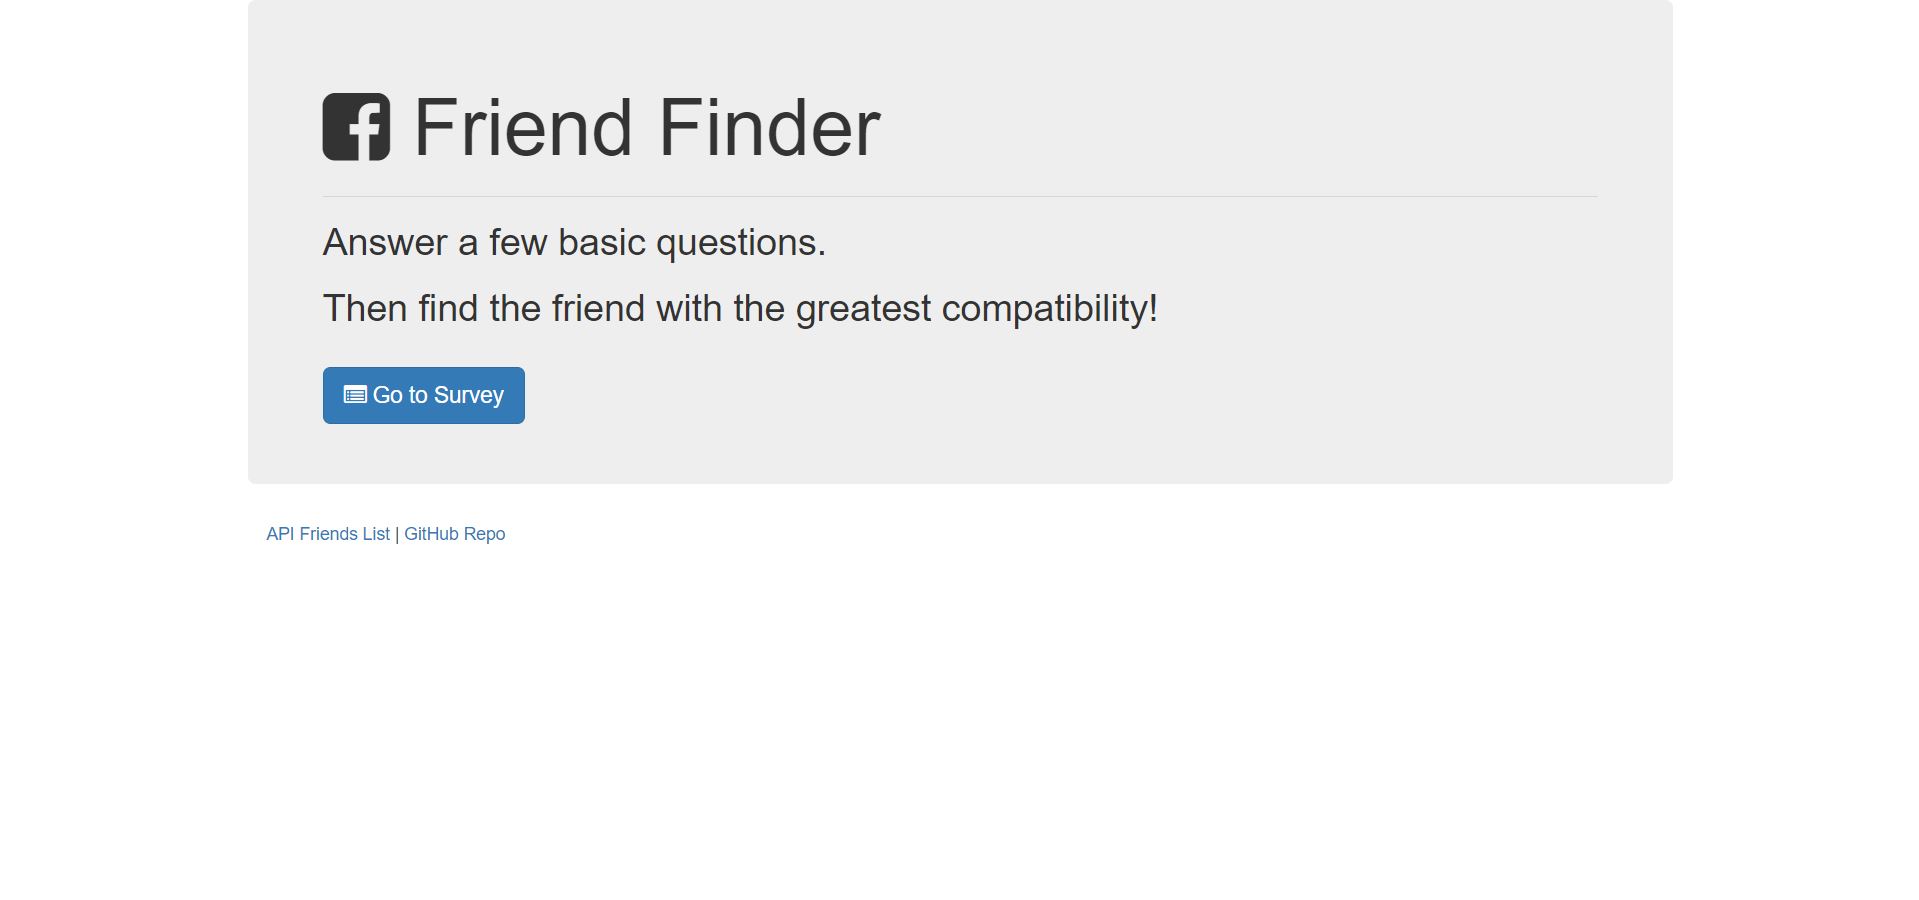 Friend Finder
Answer a few basic questions.
Then find the friend with the greatest compatibility!
Go to Survey
API Friends List | GitHub Repo